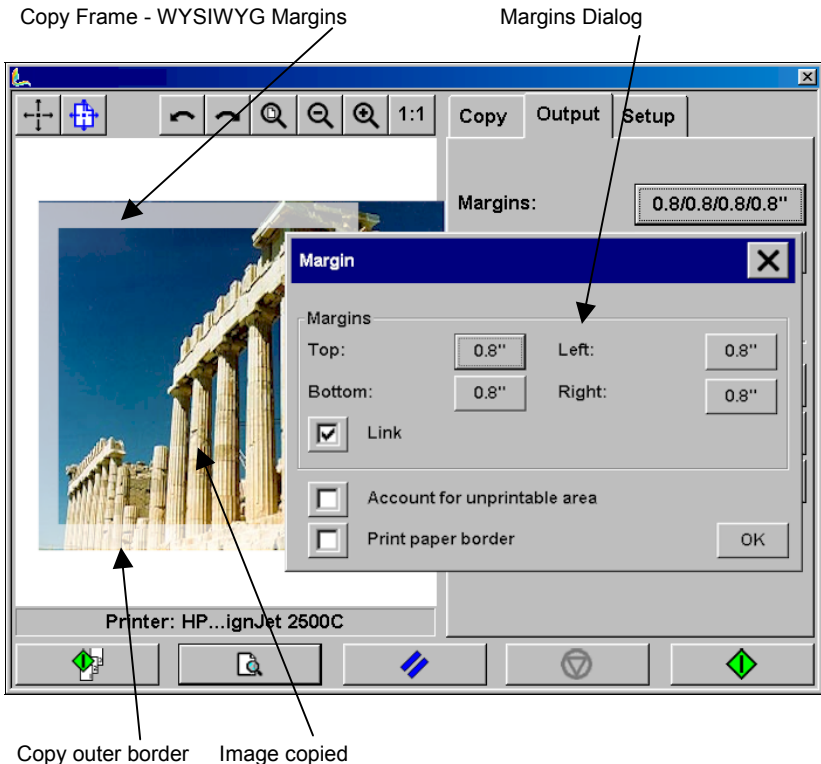 Copy Frame - WYSIWYG Margins Margins Dialog
1:1 Copy Output Setup
Margins: 0.8/0.8/0.8/0.8"
Margin
Margins
Top: 0.8" Left: 0.8"
Bottom: 0.8" Right: 0.8"
Link
Account for unprintable area
Print paper border OK
Printer: HP...ignJet 2500C
Copy outer border Image copied